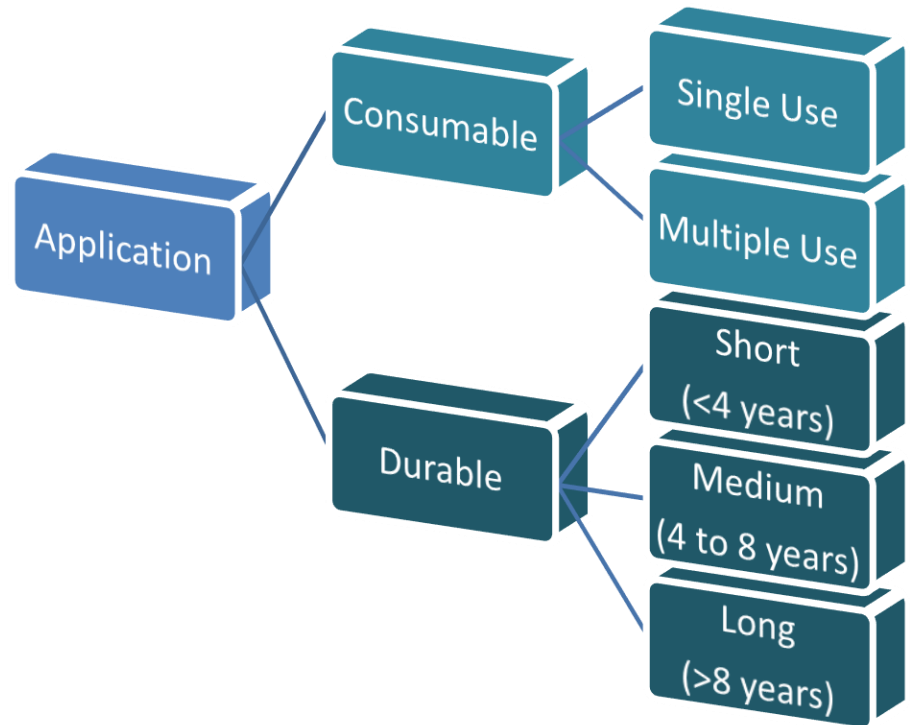 Application
Consumable
Single Use
Multiple Use
Durable
Short
(<4 years)
Medium
(4 to 8 years)
Long
(>8 years)